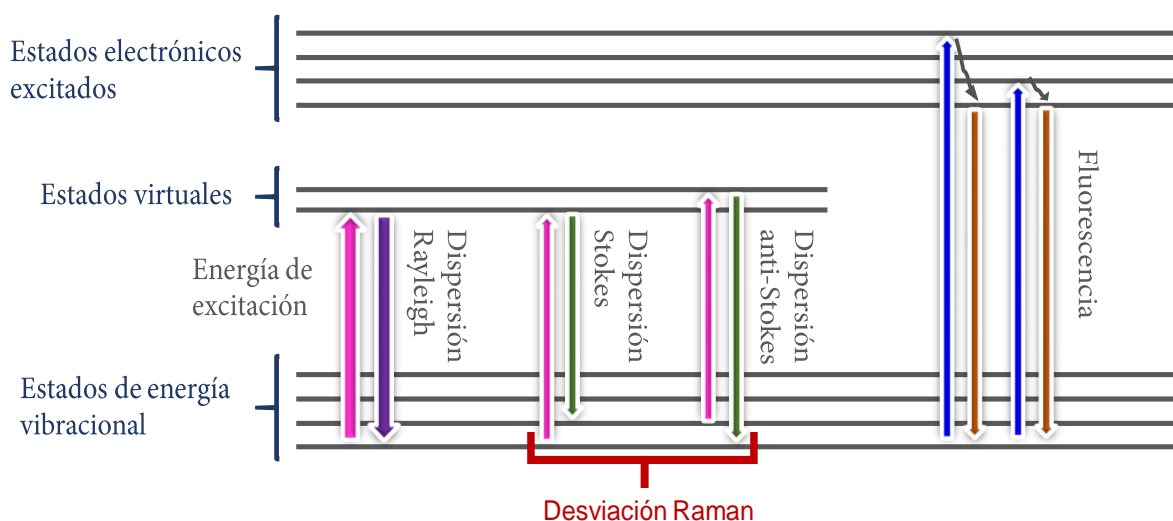 Estados electrónicos
excitados
Estados virtuales
Energía de
excitación
Dispersión
Rayleigh
Dispersión
Stokes
Dispersión
anti-Stokes
Fluorescencia
Estados de energía
vibracional
Desviación Raman